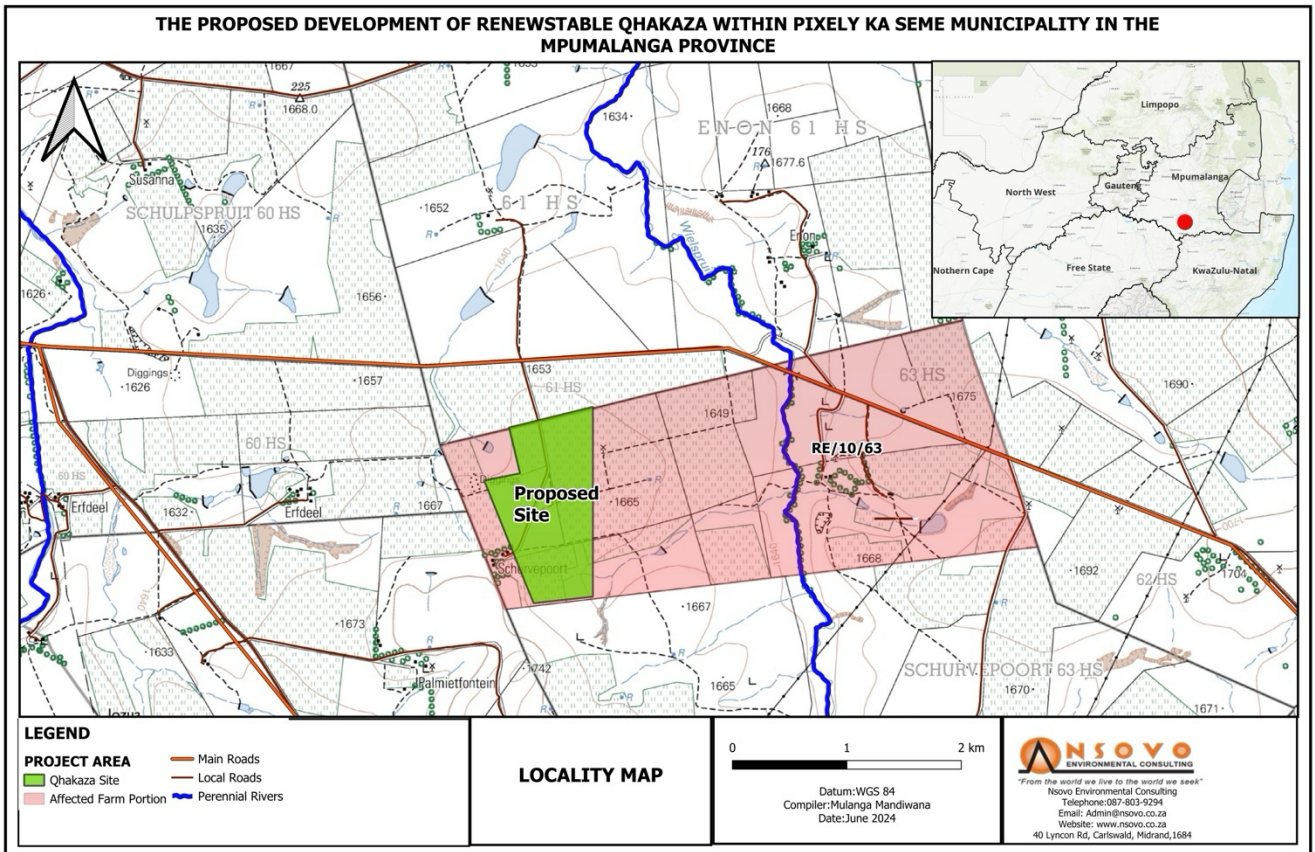 THE PROPOSED DEVELOPMENT OF RENEWSTABLE QHAKAZA WITHIN PIXELY KA SEME MUNICIPALITY IN THE
MPUMALANGA PROVINCE
1667
225
1668.0
Susanna
SCHULPSPRUIT 60 HS
1635
1626
1656
Diggings
1626
1657
1652
61 HS
1640
1634
1668
ENON 61 HS
176
1677.6
Wielspruit
Enon
Limpopo
North West
Gauteng
Mpumalanga
Nothern Cape
Free State
KwaZulu-Natal
1653
61 HS
1649
63 HS
1675
1690
RE/10/63
60 HS
60 HS
Erfdeel
1632
Erfdeel
1667
Proposed
Site
1665
Schurvepoort
1640
1668
1700
1704
1692
62 HS
1640
1633
1673
Palmietfontein
1742
1667
1665
SCHURVEPOORT 63 HS
1670
1671
LEGEND
PROJECT AREA
Qhakaza Site
Affected Farm Portion
Main Roads
Local Roads
Perennial Rivers
LOCALITY MAP
0 1 2 km
Datum:WGS 84
Compiler:Mulanga Mandiwana
Date:June 2024
NSOVO
ENVIRONMENTAL CONSULTING
"From the world we live to the world we seek"
Nsovo Environmental Consulting
Telephone:087-803-9294
Email: Admin@nsovo.co.za
Website: www.nsovo.co.za
40 Lyncon Rd, Carlswald, Midrand,1684